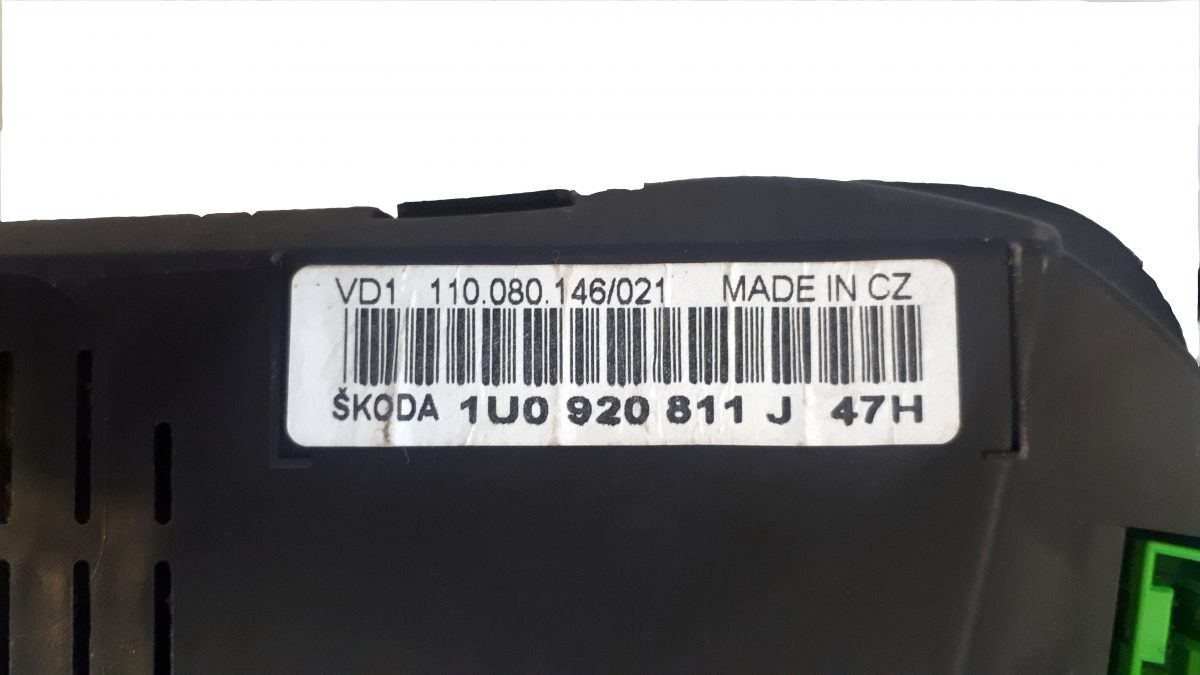 VD1 110.080.146/021 MADE IN CZ
ŠKODA 1U0 920 811 J 47H